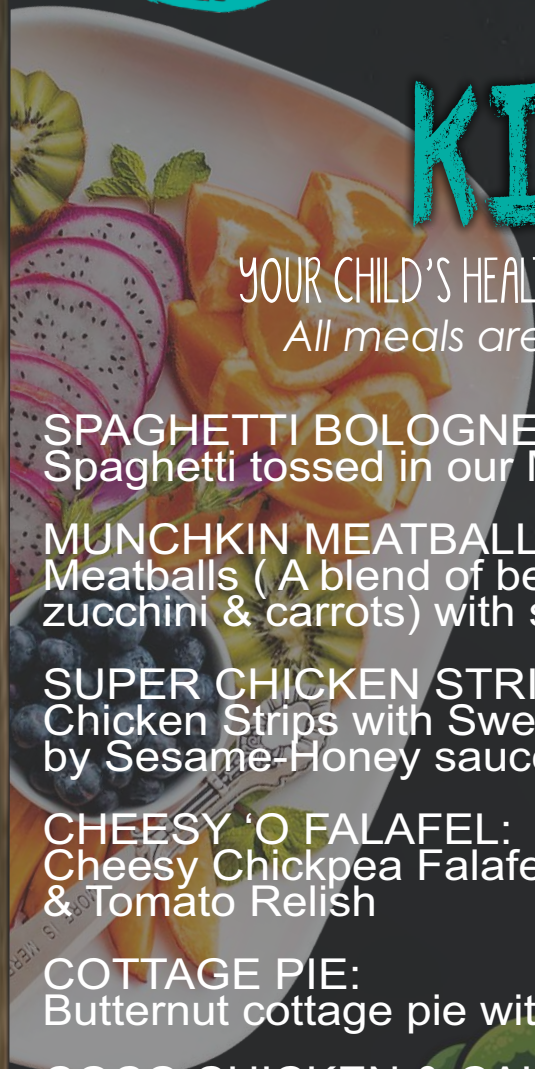 KI
YOUR CHILD'S HEAL
All meals are
SPAGHETTI BOLOGNE
Spaghetti tossed in our
MUNCHKIN MEATBALL
Meatballs ( A blend of be
zucchini & carrots) with s
SUPER CHICKEN STRI
Chicken Strips with Swe
by Sesame-Honey sauce
CHEESY ‘O FALAFEL:
Cheesy Chickpea Falafe
& Tomato Relish
COTTAGE PIE:
Butternut cottage pie wit